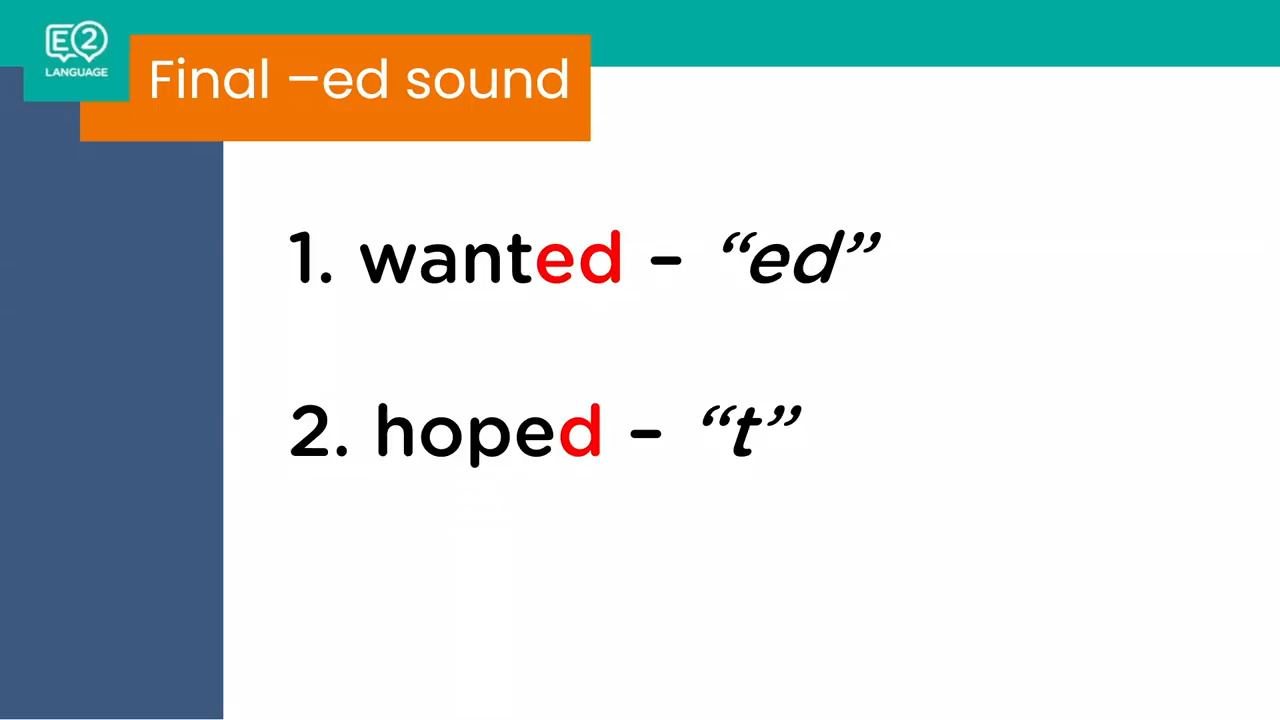 E2
LANGUAGE
Final –ed sound
1. wanted - “ed”
2. hoped - “t”